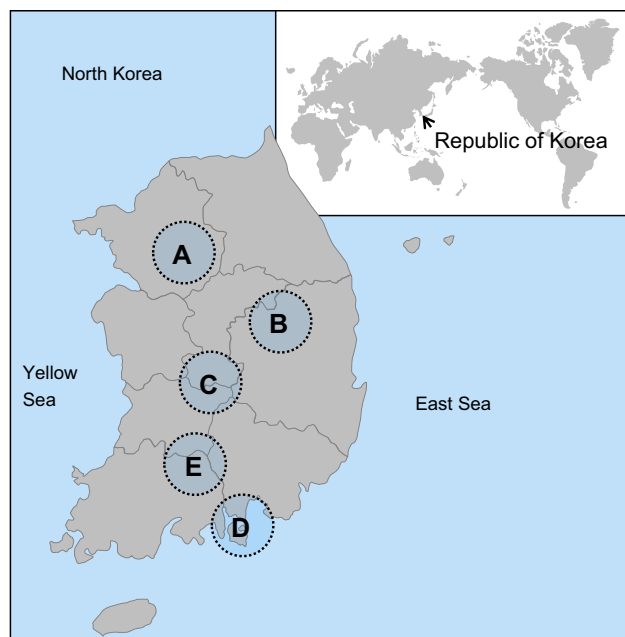 North Korea
Republic of Korea
A
B
Yellow
Sea
C
East Sea
E
D